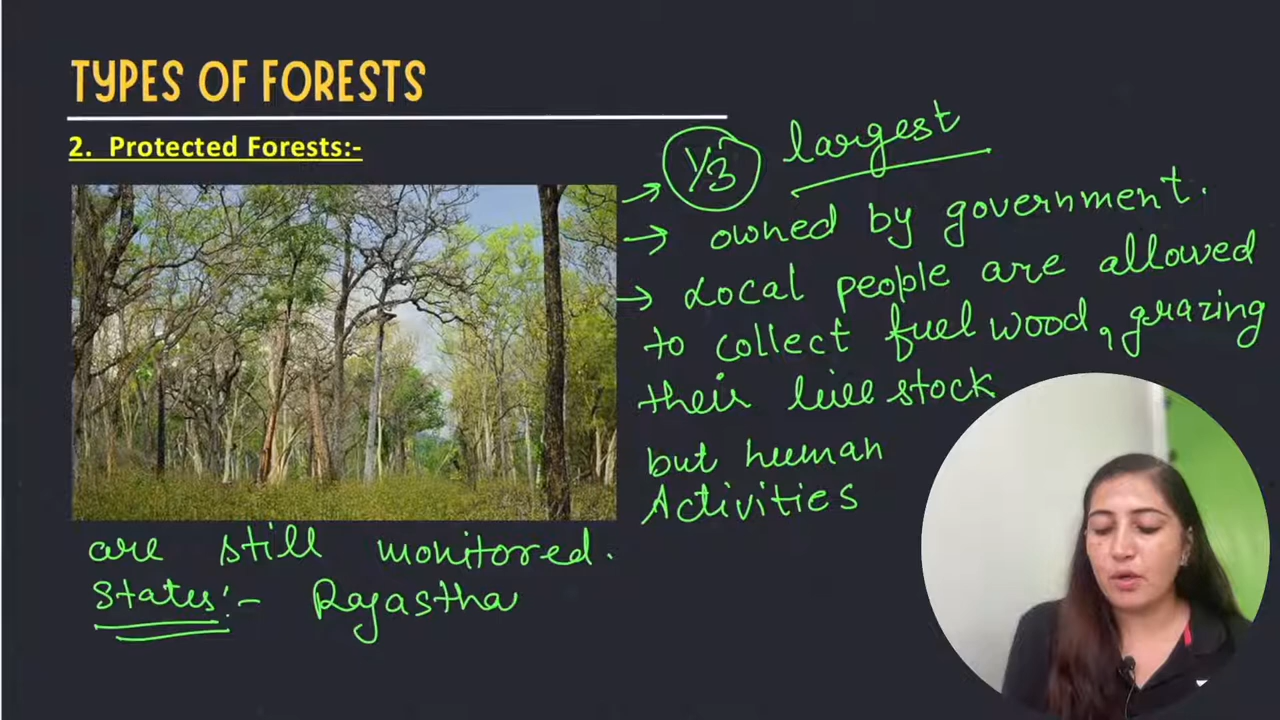 TYPES OF FORESTS
2. Protected Forests:-
→ 1/3 largest
→ owned by government.
→ Local people are allowed
to collect fuel wood, grazing
their live stock
but human
Activities
are still monitored.
States:- Rajastha